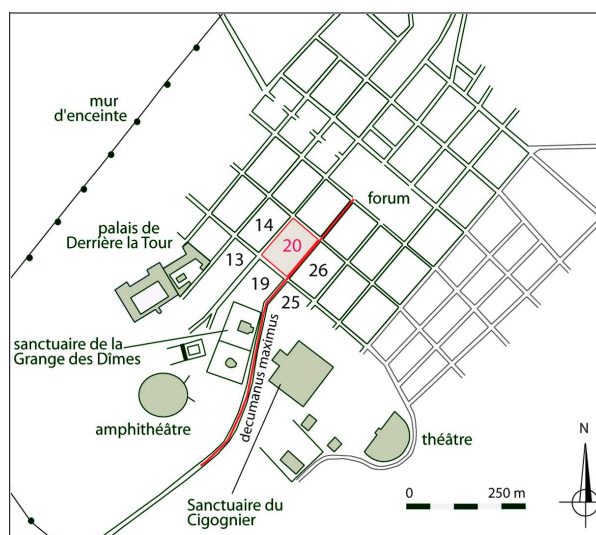 mur
d'enceinte
forum
14
palais de
Derrière la Tour
20
13
26
19
25
sanctuaire de la
Grange des Dîmes
decumanus maximus
amphithéâtre
théâtre
N
Sanctuaire du
Cigognier
0 250 m